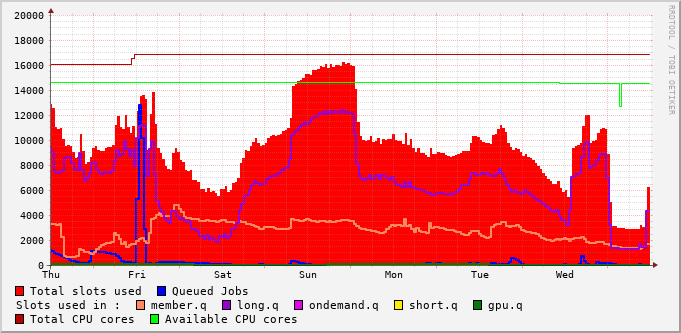 20000
18000
16000
14000
12000
10000
8000
6000
4000
2000
0
Thu Fri Sat Sun Mon Tue Wed
RRDTOOL / TOBI OETIKER
Total slots used Queued Jobs
Slots used in : member.q long.q ondemand.q short.q gpu.q
Total CPU cores Available CPU cores